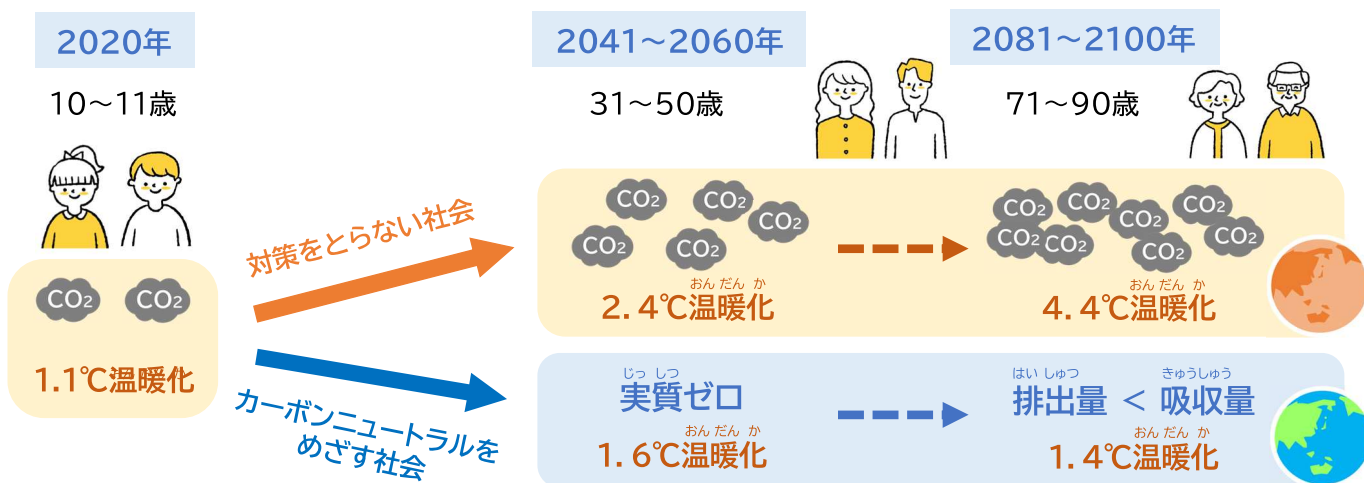 2020年
10～11歳
CO2
CO2
1.1℃温暖化
対策をとらない社会
カーボンニュートラルを
めざす社会
2041～2060年
31～50歳
CO2
CO2
CO2
CO2
CO2
おん だん か
2.4℃温暖化
じっ しつ
実質ゼロ
おん だん か
1.6℃温暖化
2081～2100年
71～90歳
CO2
CO2
CO2
CO2
CO2
CO2
CO2
CO2
おん だん か
4.4℃温暖化
はい しゅつ きゅうしゅう
排出量 < 吸収量
おん だん か
1.4℃温暖化